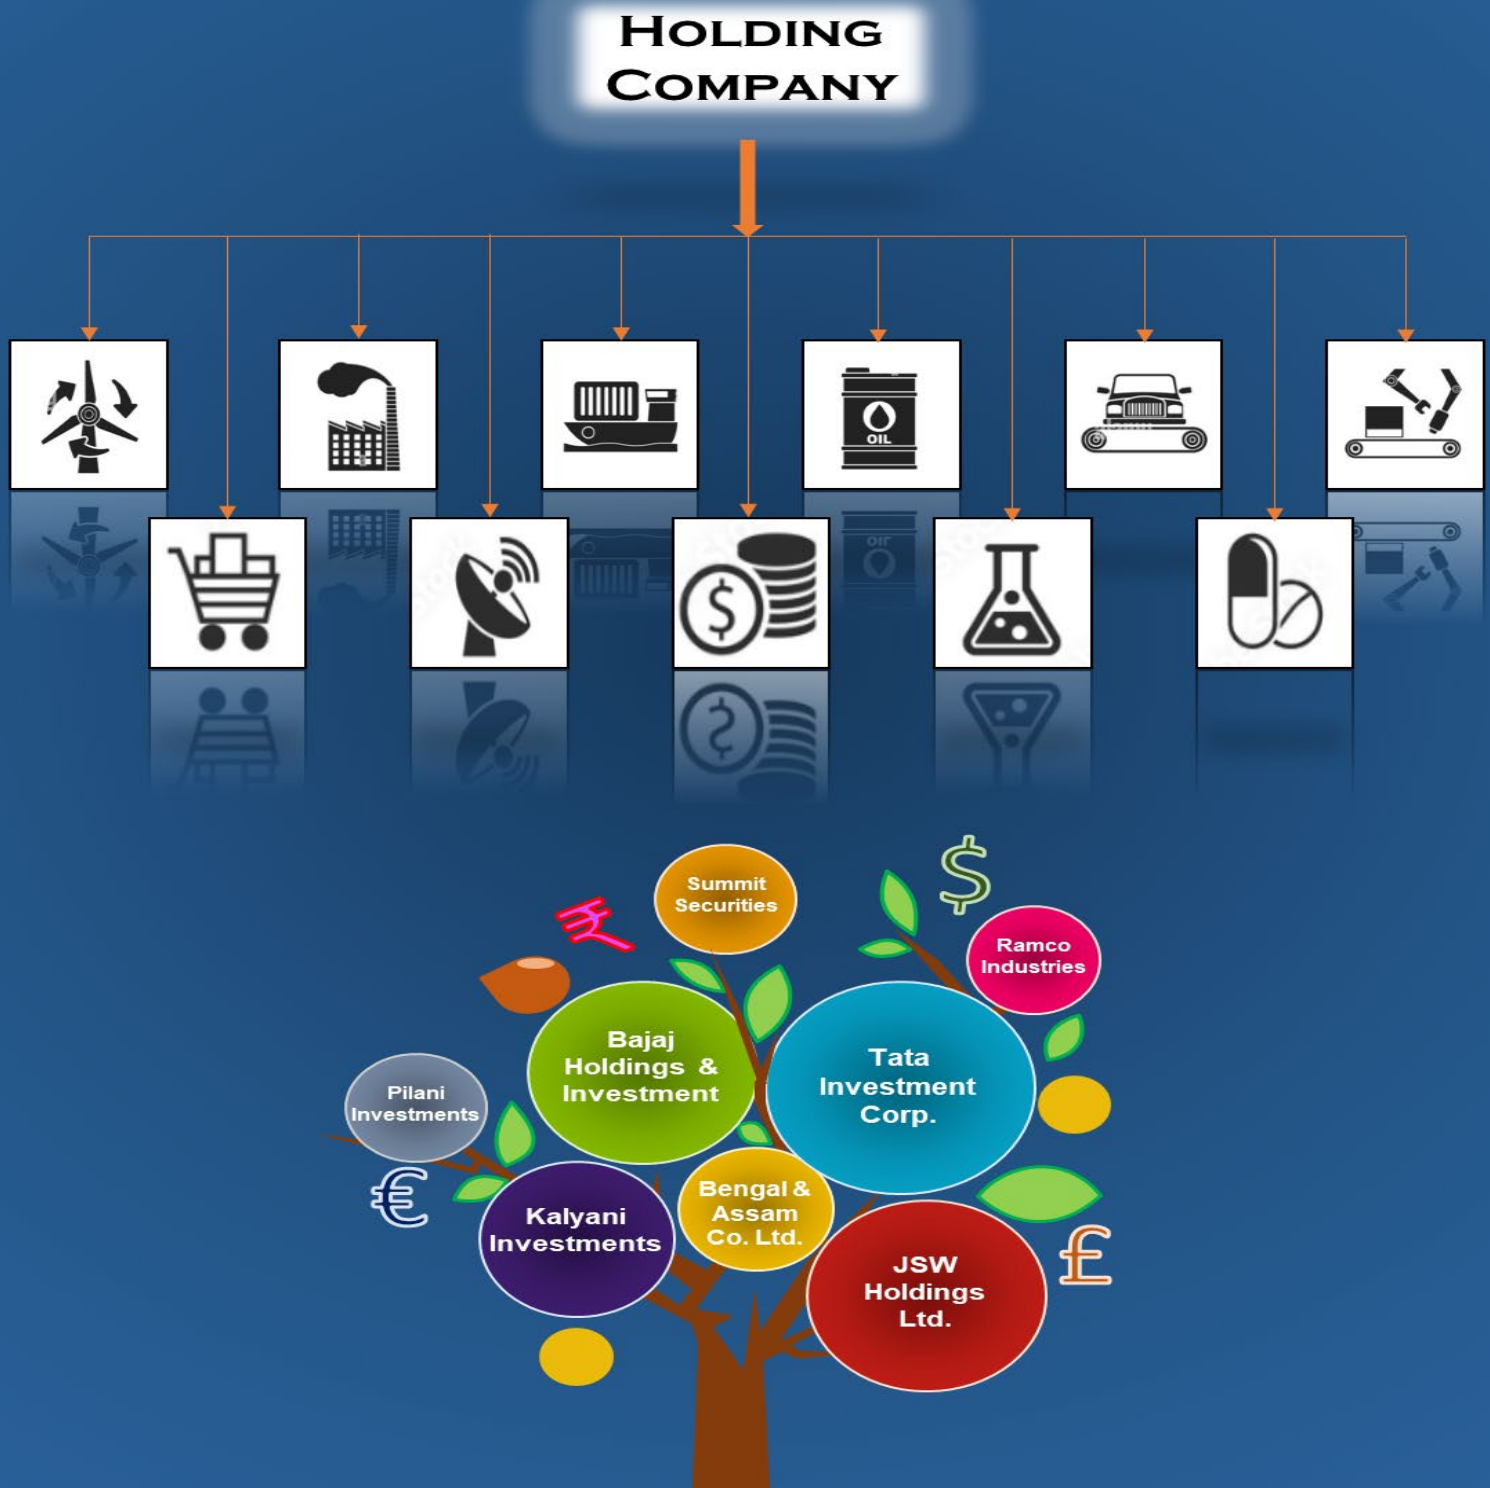 HOLDING
COMPANY
OIL
$
Summit
Securities
$
₹
Ramco
Industries
Bajaj
Holdings &
Investment
Tata
Investment
Corp.
Pilani
Investments
€
Bengal &
Assam
Co. Ltd.
Kalyani
Investments
£
JSW
Holdings
Ltd.